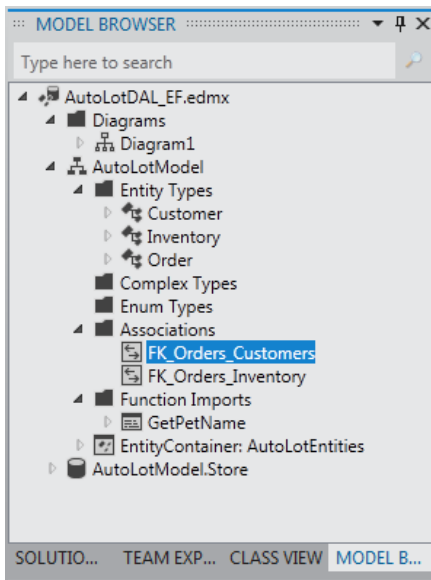 MODEL BROWSER
Type here to search
AutoLotDAL_EF.edmx
Diagrams
Diagram1
AutoLotModel
Entity Types
Customer
Inventory
Order
Complex Types
Enum Types
Associations
FK_Orders_Customers
FK_Orders_Inventory
Function Imports
GetPetName
EntityContainer: AutoLotEntities
AutoLotModel.Store
SOLUTIO... TEAM EXP... CLASS VIEW MODEL B...